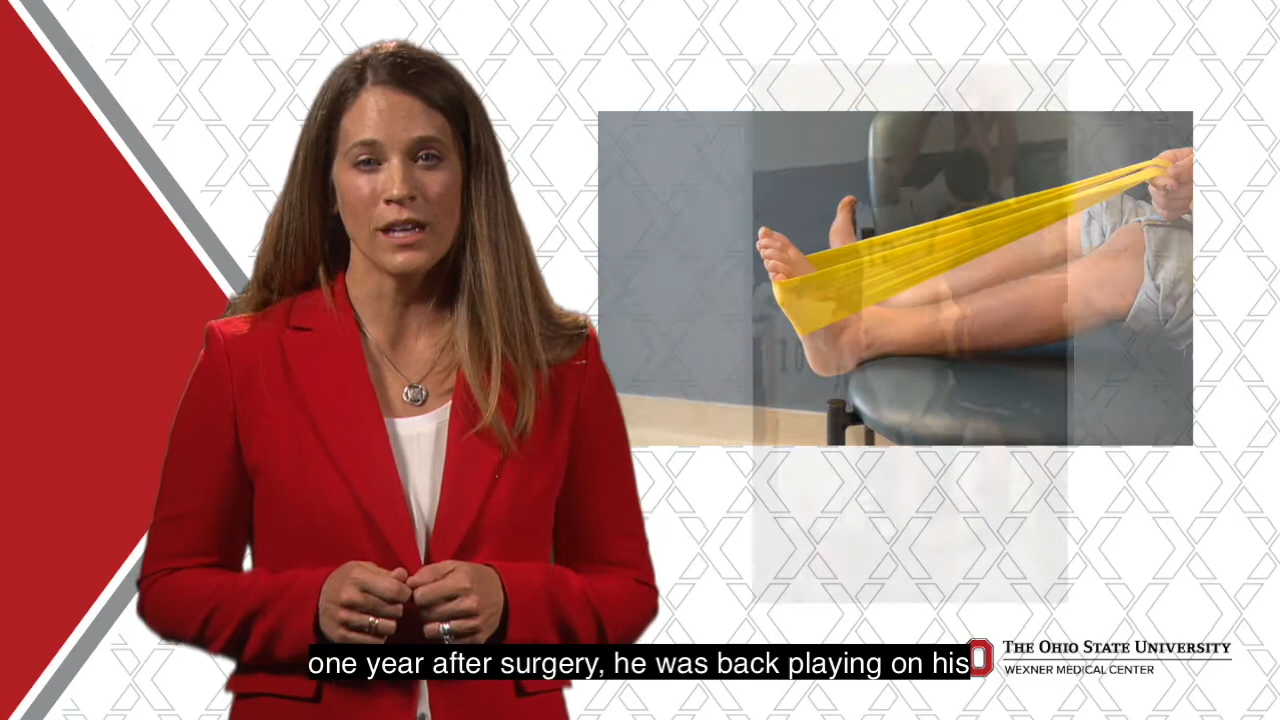 one year after surgery, he was back playing on his
THE OHIO STATE UNIVERSITY
WEXNER MEDICAL CENTER